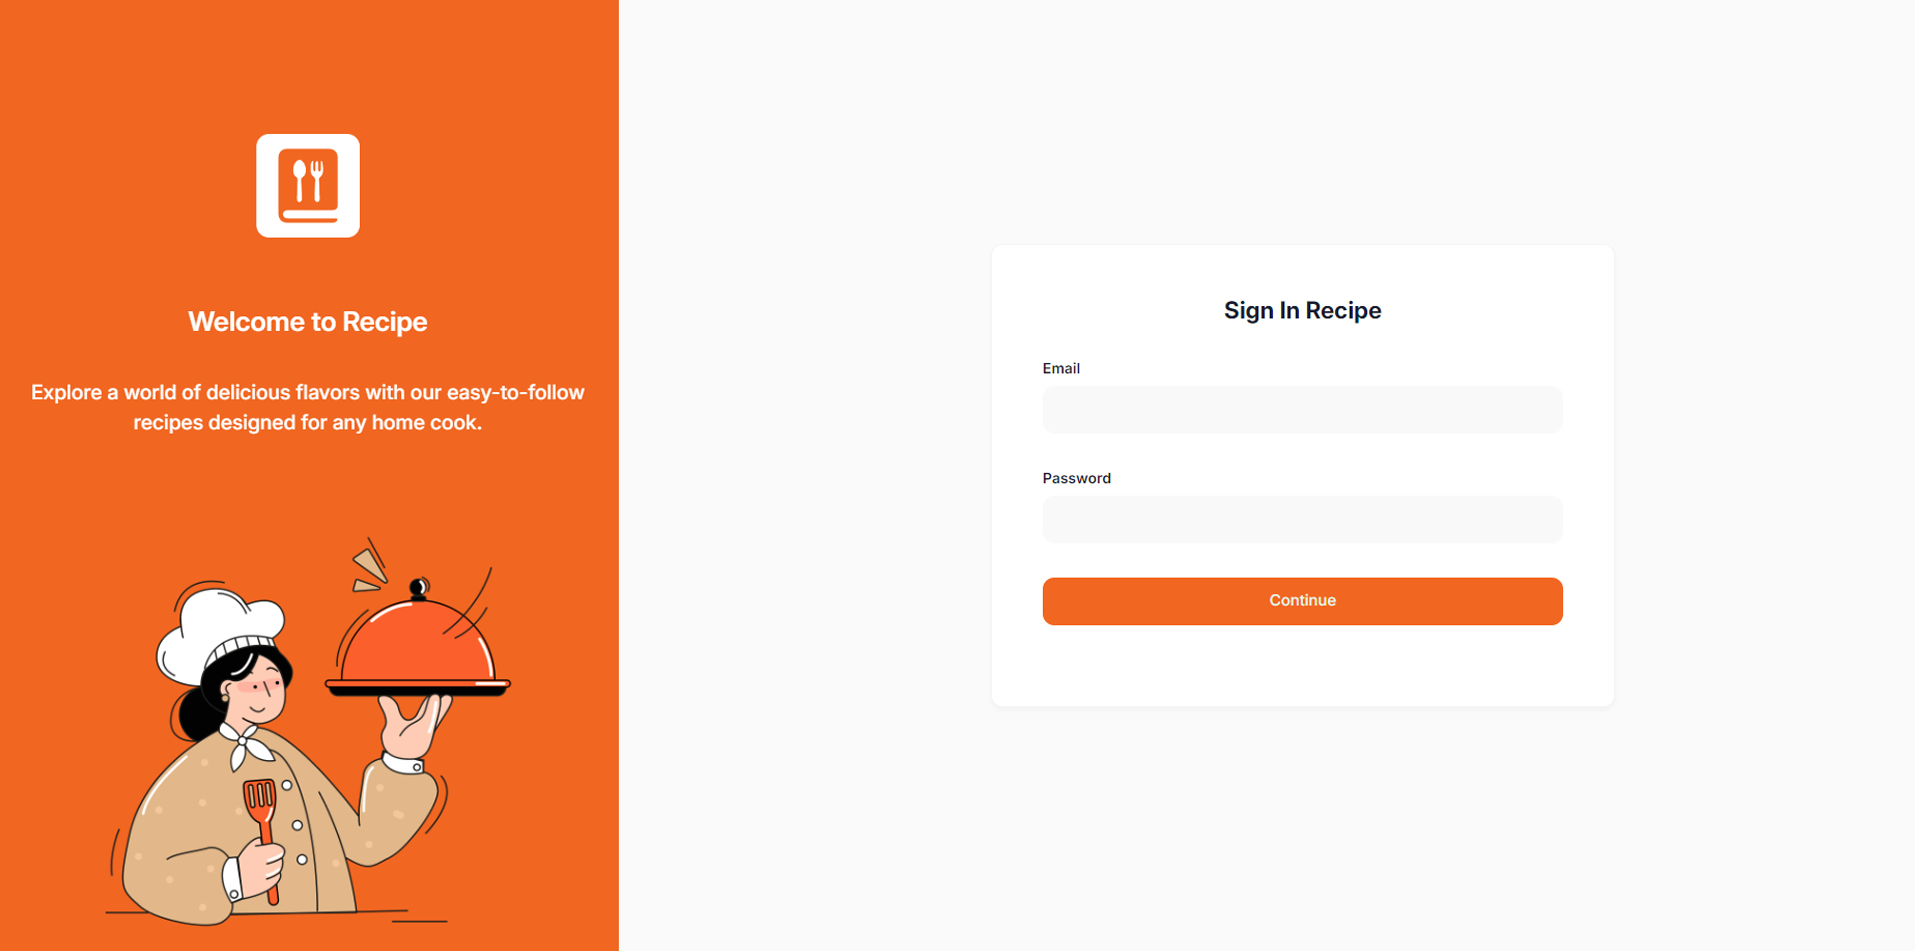 Welcome to Recipe
Explore a world of delicious flavors with our easy-to-follow
recipes designed for any home cook.
Sign In Recipe
Email
Password
Continue